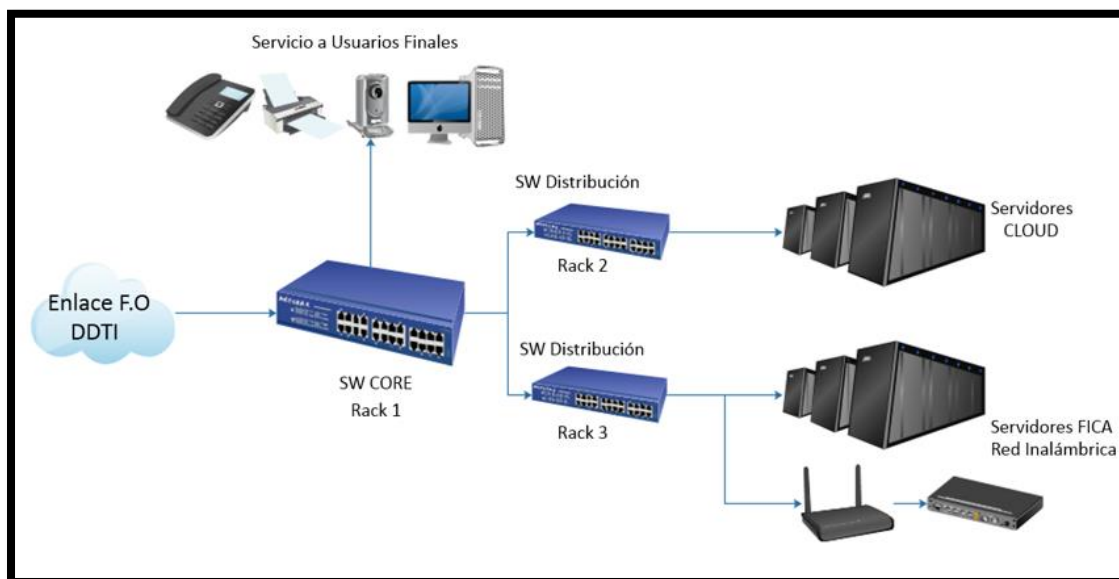 Servicio a Usuarios Finales
SW Distribución
Rack 2
Servidores
CLOUD
Enlace F.O
DDTI
SW CORE
Rack 1
SW Distribución
Rack 3
Servidores FICA
Red Inalámbrica